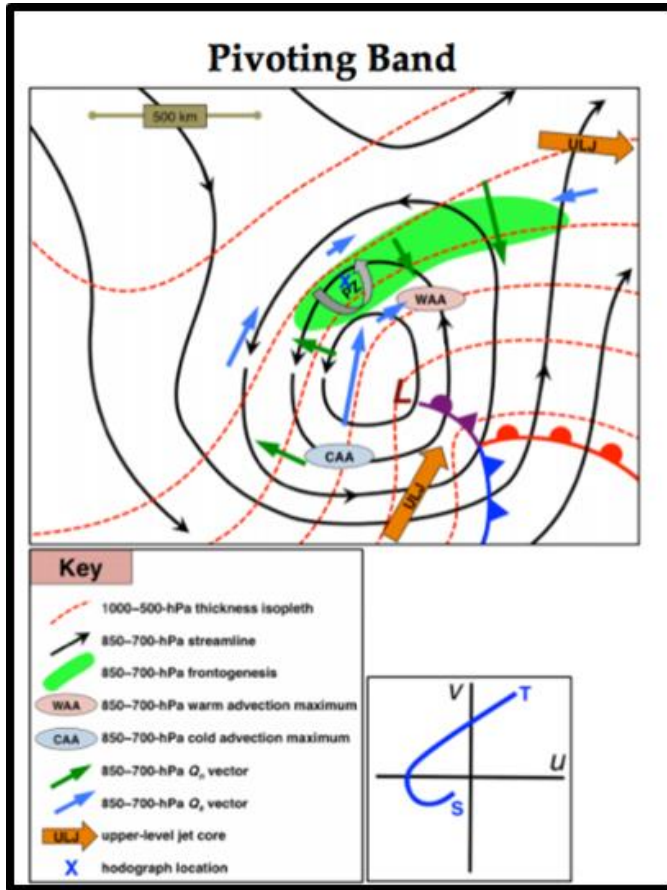 Pivoting Band
500 km
ULJ
X
PZ
WAA
L
CAA
ULJ
Key
1000–500-hPa thickness isopleth
850–700-hPa streamline
850–700-hPa frontogenesis
WAA 850–700-hPa warm advection maximum
CAA 850–700-hPa cold advection maximum
850–700-hPa Qn vector
850–700-hPa Qs vector
ULJ upper-level jet core
X hodograph location
V
T
u
S